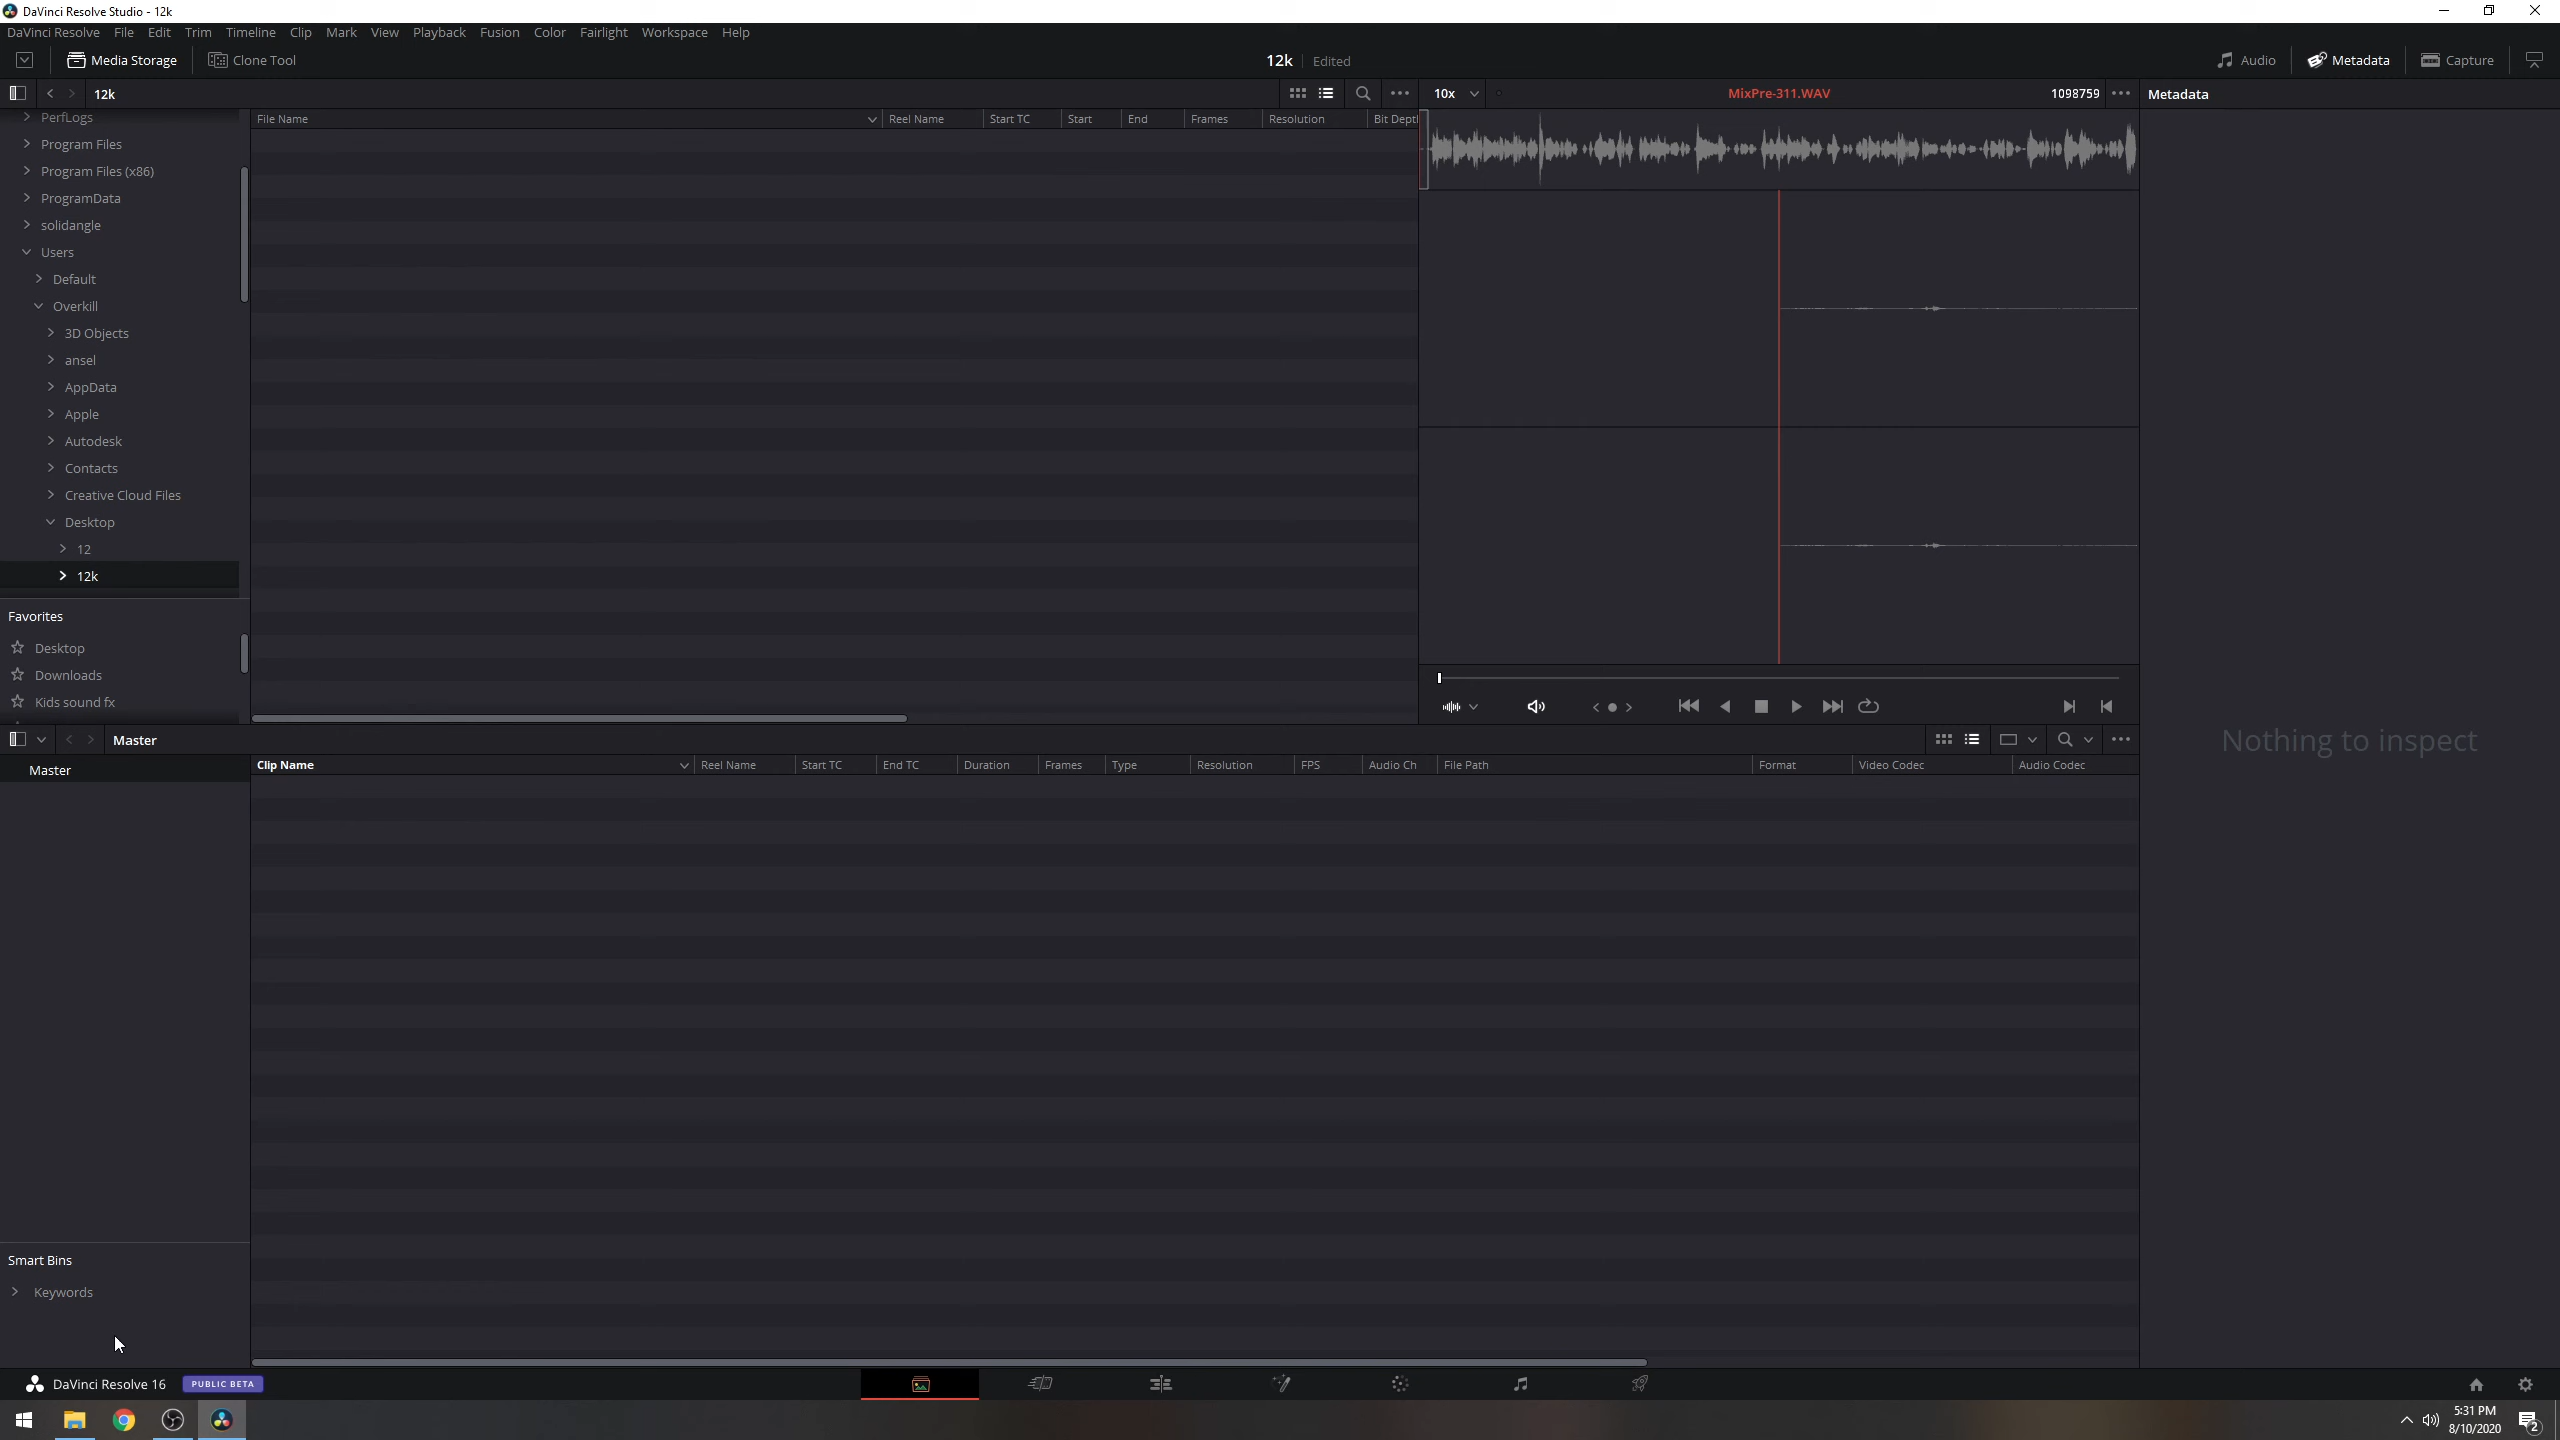 DaVinci Resolve Studio - 12k
DaVinci Resolve File Edit Trim Timeline Clip Mark View Playback Fusion Color Fairlight Workspace Help
Media Storage Clone Tool 12k Edited Audio Metadata Capture
12k 10x MixPre-311.WAV 1098759 Metadata
File Name Reel Name Start TC Start End Frames Resolution Bit Dept
PerfLogs
Program Files
Program Files (x86)
ProgramData
solidangle
Users
Default
Overkill
3D Objects
ansel
AppData
Apple
Autodesk
Contacts
Creative Cloud Files
Desktop
12
12k
Favorites
Desktop
Downloads
Kids sound fx
Master
Nothing to inspect
Master
Clip Name Reel Name Start TC End TC Duration Frames Type Resolution FPS Audio Ch File Path Format Video Codec Audio Codec
Smart Bins
Keywords
DaVinci Resolve 16 PUBLIC BETA
5:31 PM
8/10/2020
2